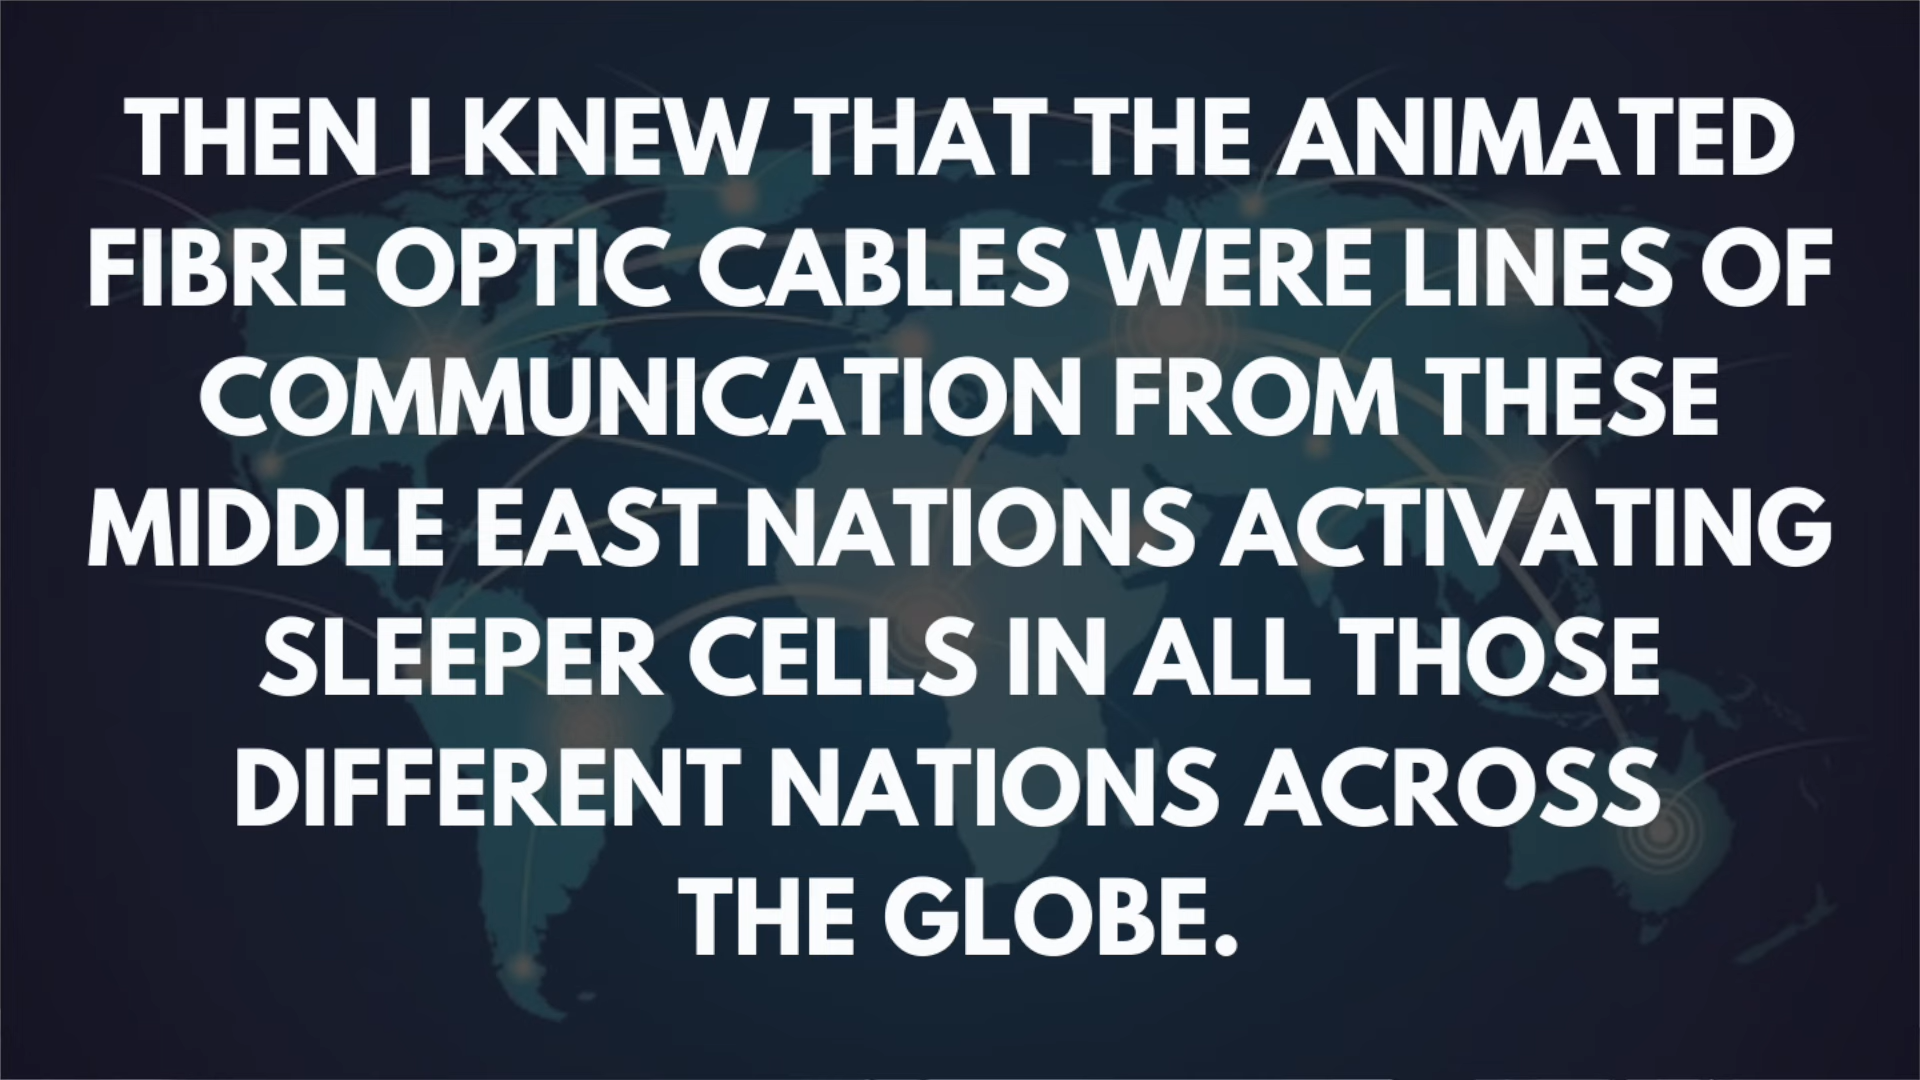 THEN I KNEW THAT THE ANIMATED
FIBRE OPTIC CABLES WERE LINES OF
COMMUNICATION FROM THESE
MIDDLE EAST NATIONS ACTIVATING
SLEEPER CELLS IN ALL THOSE
DIFFERENT NATIONS ACROSS
THE GLOBE.